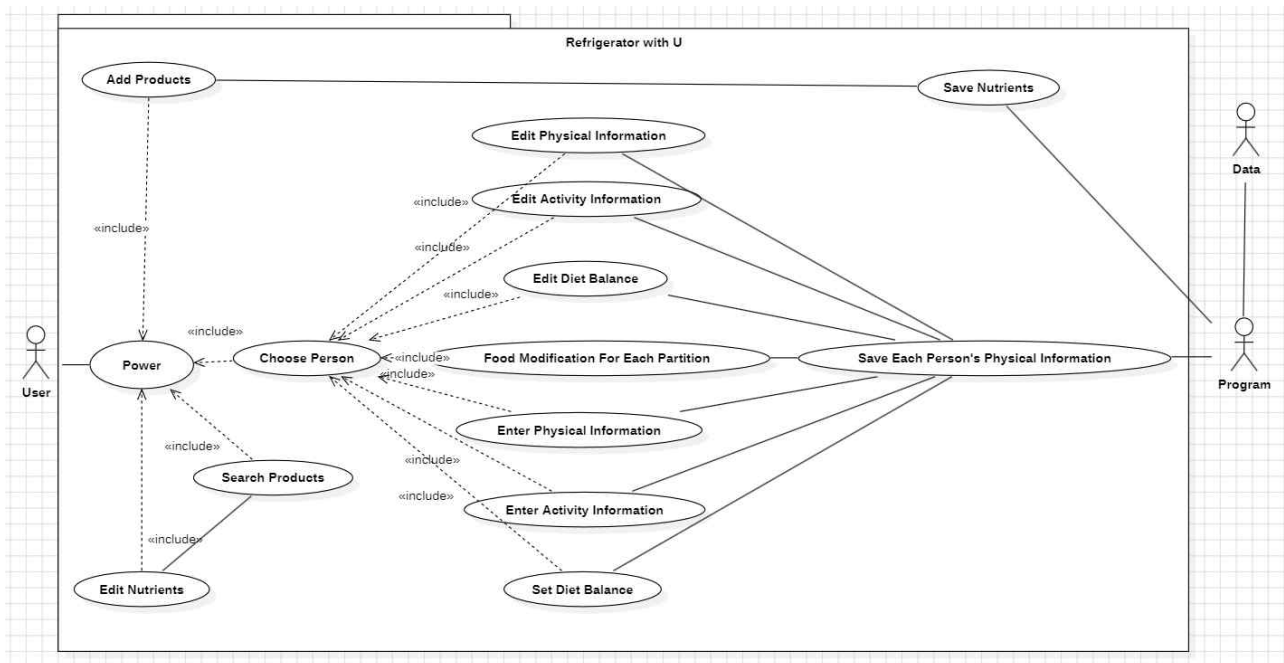 Refrigerator with U
Add Products
Save Nutrients
Edit Physical Information
Data
Edit Activity Information
«include»
«include»
«include»
Edit Diet Balance
«include»
«include»
Power
Choose Person
«include»
Food Modification For Each Partition
Save Each Person's Physical Information
«include»
User
Program
Enter Physical Information
«include»
«include»
Search Products
«include»
Enter Activity Information
«include»
Edit Nutrients
Set Diet Balance